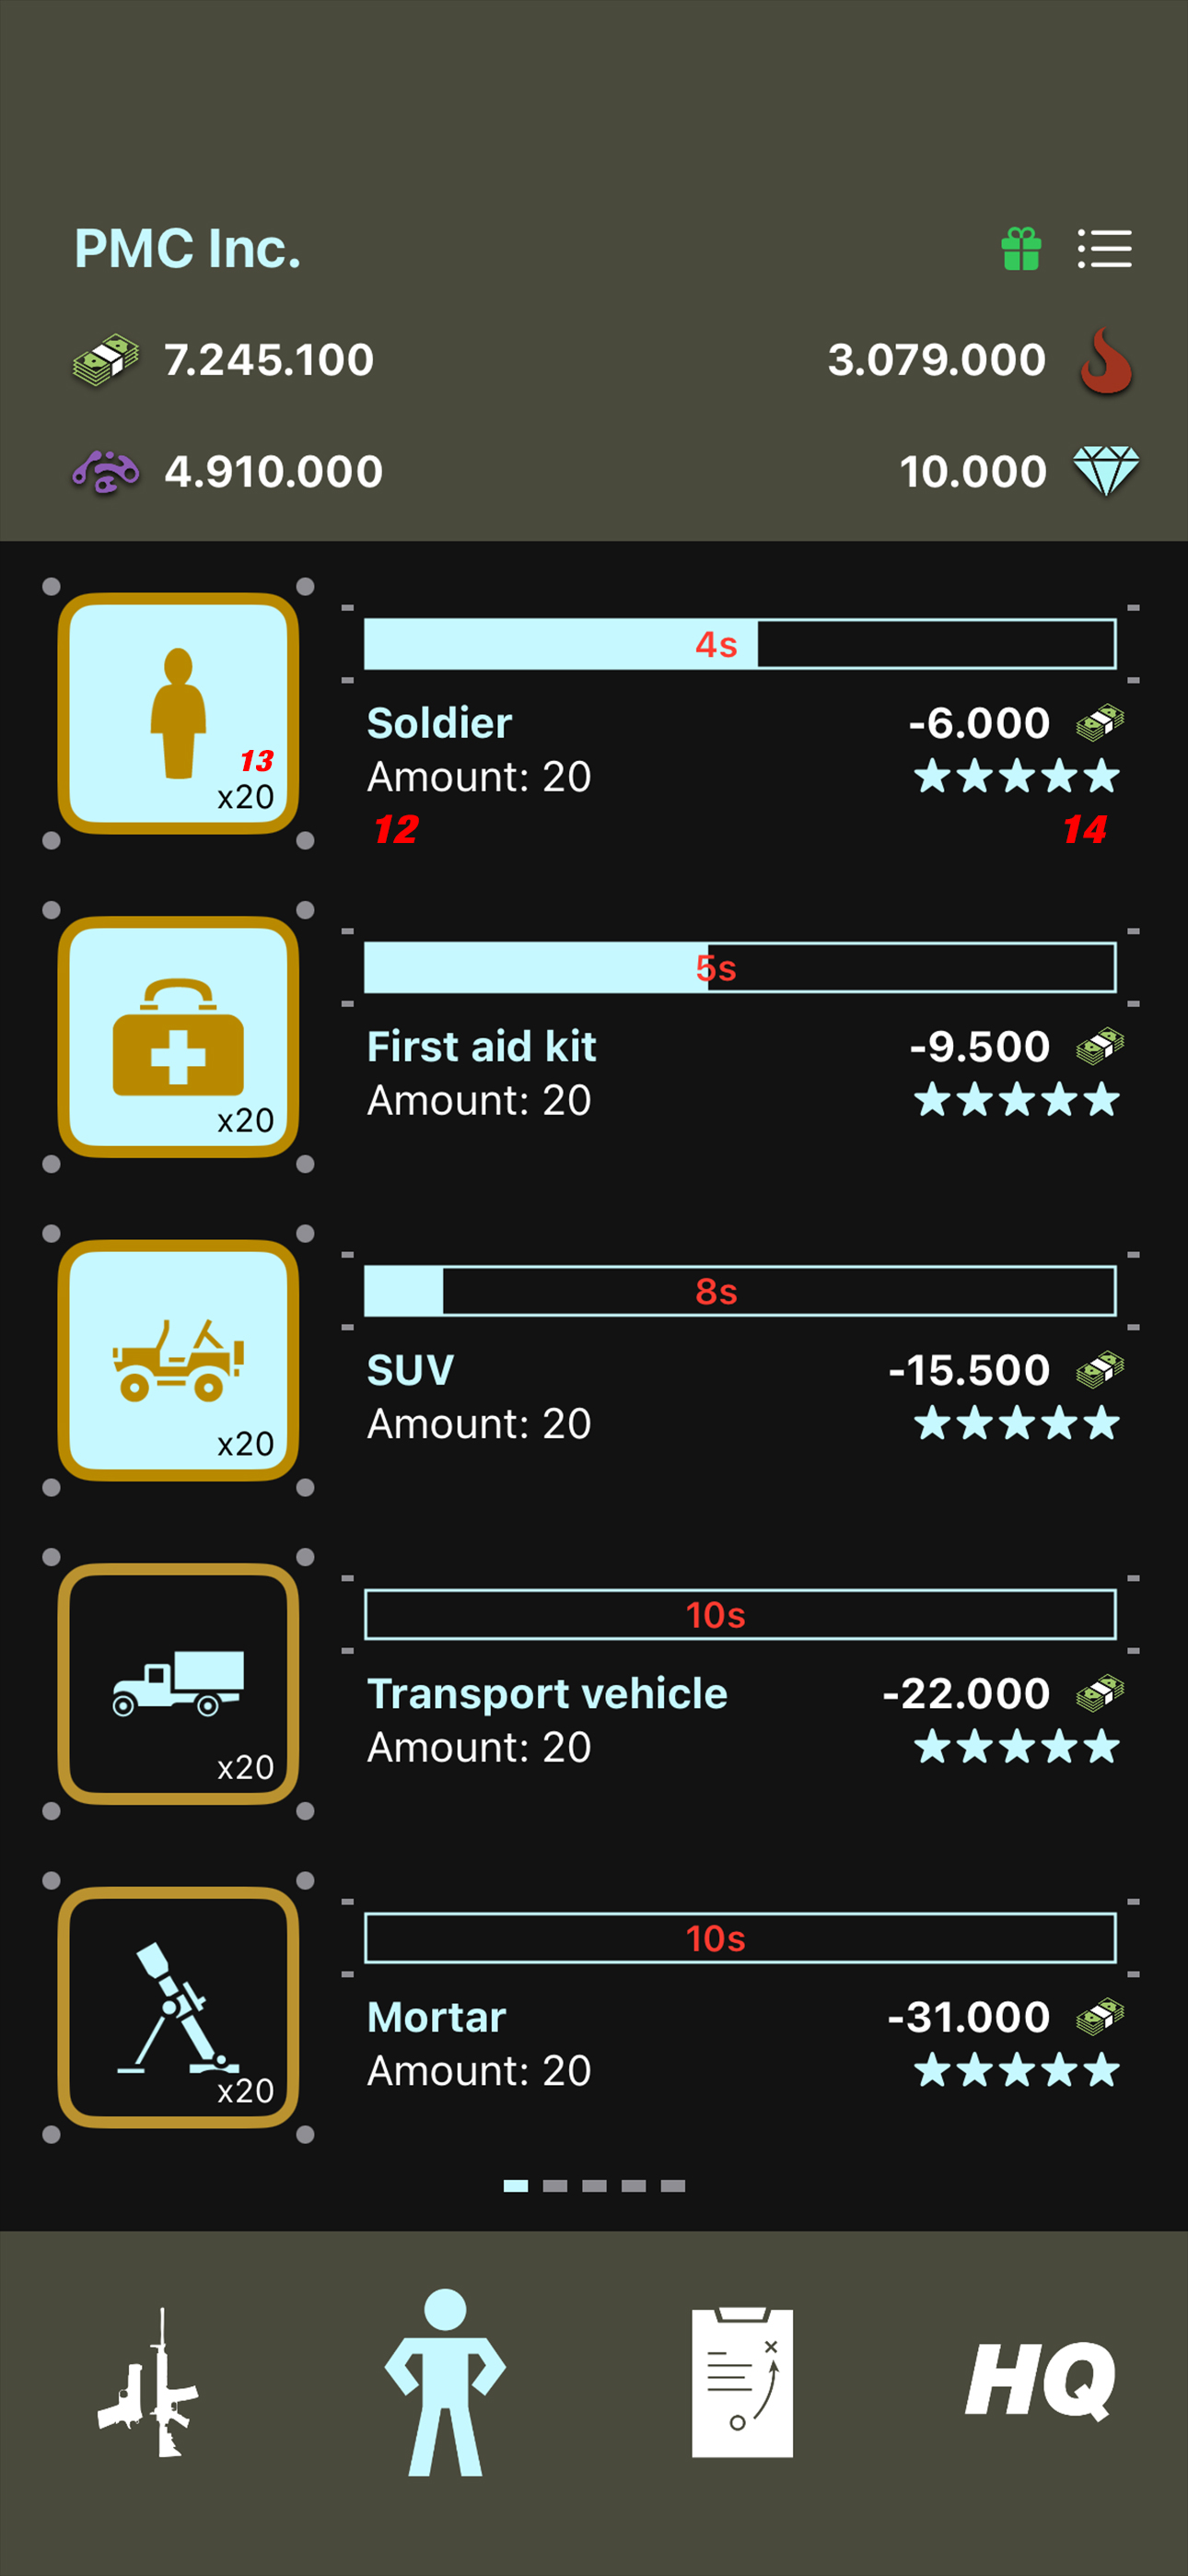 PMC Inc.
7.245.100
3.079.000
4.910.000
10.000
4s
Soldier
-6.000
13
x20
Amount: 20
12
14
5s
First aid kit
-9.500
x20
Amount: 20
8s
SUV
-15.500
x20
Amount: 20
10s
Transport vehicle
-22.000
x20
Amount: 20
10s
Mortar
-31.000
x20
Amount: 20
HQ